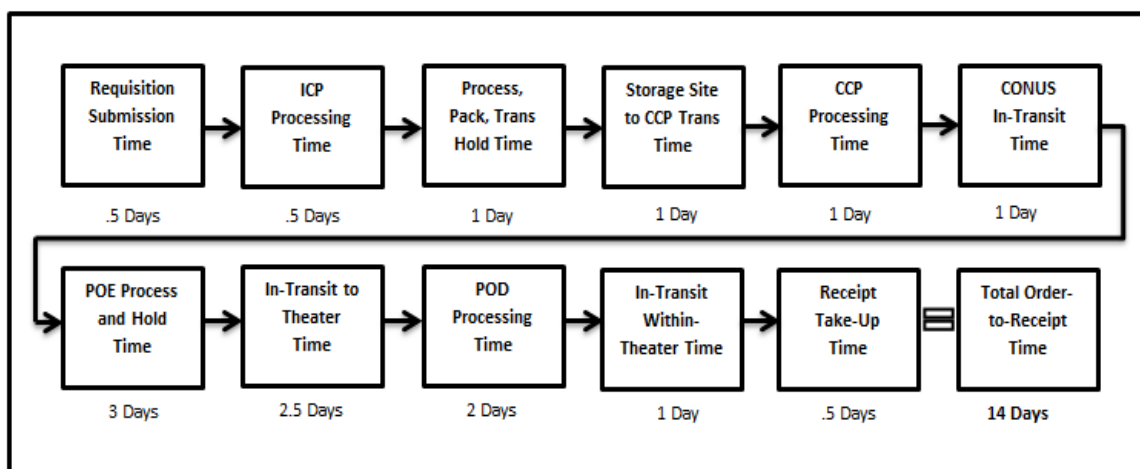 Requisition
Submission
Time
.5 Days
ICP
Processing
Time
.5 Days
Process,
Pack, Trans
Hold Time
1 Day
Storage Site
to CCP Trans
Time
1 Day
CCP
Processing
Time
1 Day
CONUS
In-Transit
Time
1 Day
POE Process
and Hold
Time
3 Days
In-Transit to
Theater
Time
2.5 Days
POD
Processing
Time
2 Days
In-Transit
Within-
Theater Time
1 Day
Receipt
Take-Up
Time
.5 Days
Total Order-
to-Receipt
Time
14 Days